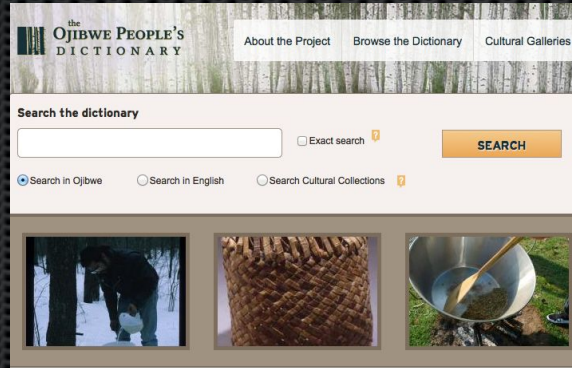 the
OJIBWE PEOPLE'S
DICTIONARY
About the Project Browse the Dictionary Cultural Galleries
Search the dictionary
Exact search ?
SEARCH
Search in Ojibwe Search in English Search Cultural Collections ?